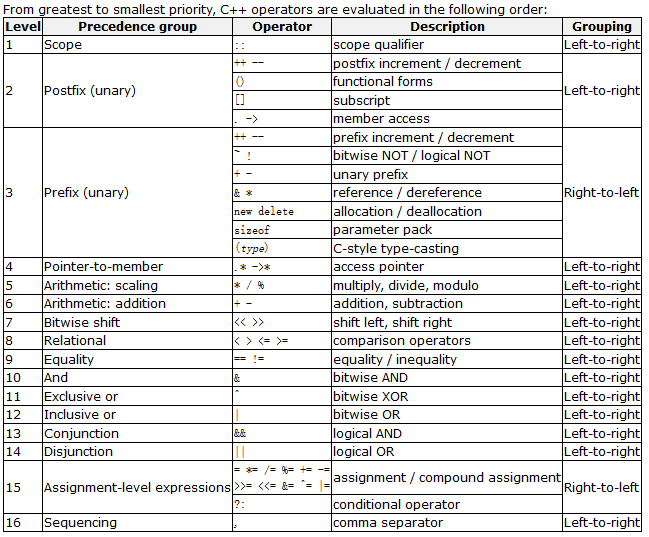 From greatest to smallest priority, C++ operators are evaluated in the following order:
Level Precedence group Operator Description Grouping
1 Scope :: scope qualifier Left-to-right
2 Postfix (unary) ++ -- postfix increment / decrement Left-to-right
() functional forms
[] subscript
. -> member access
3 Prefix (unary) ++ -- prefix increment / decrement Right-to-left
~ ! bitwise NOT / logical NOT
+ - unary prefix
& * reference / dereference
new delete allocation / deallocation
sizeof parameter pack
(type) C-style type-casting
4 Pointer-to-member .* ->* access pointer Left-to-right
5 Arithmetic: scaling * / % multiply, divide, modulo Left-to-right
6 Arithmetic: addition + - addition, subtraction Left-to-right
7 Bitwise shift << >> shift left, shift right Left-to-right
8 Relational < > <= >= comparison operators Left-to-right
9 Equality == != equality / inequality Left-to-right
10 And & bitwise AND Left-to-right
11 Exclusive or ^ bitwise XOR Left-to-right
12 Inclusive or | bitwise OR Left-to-right
13 Conjunction && logical AND Left-to-right
14 Disjunction || logical OR Left-to-right
15 Assignment-level expressions = *= /= %= += -= assignment / compound assignment Right-to-left
>>= <<= &= ^= |=
?: conditional operator
16 Sequencing , comma separator Left-to-right